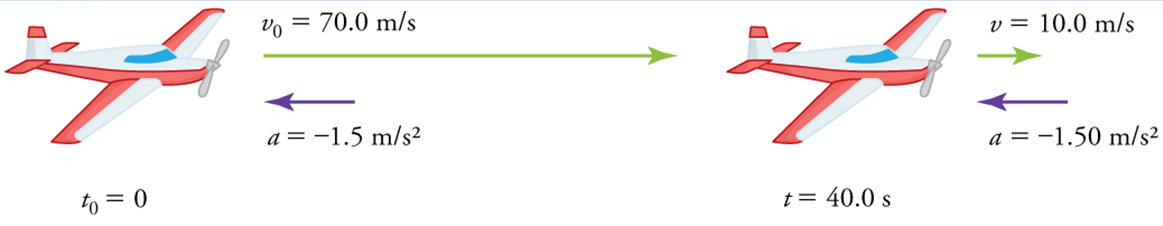 v₀ = 70.0 m/s
a = −1.5 m/s²
t₀ = 0
v = 10.0 m/s
a = −1.50 m/s²
t = 40.0 s